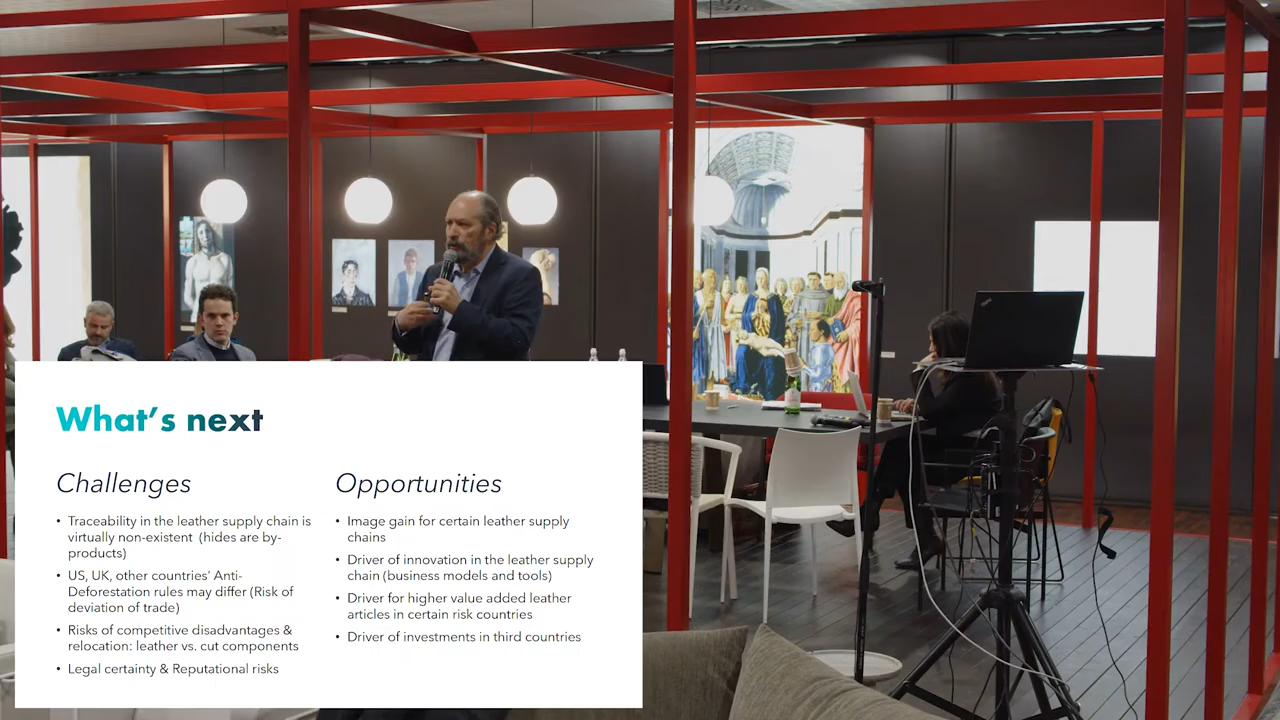 What's next
Challenges
• Traceability in the leather supply chain is
virtually non-existent (hides are by-
products)
• US, UK, other countries' Anti-
Deforestation rules may differ (Risk of
deviation of trade)
• Risks of competitive disadvantages &
relocation: leather vs. cut components
• Legal certainty & Reputational risks
Opportunities
• Image gain for certain leather supply
chains
• Driver of innovation in the leather supply
chain (business models and tools)
• Driver for higher value added leather
articles in certain risk countries
• Driver of investments in third countries
ThinkPad